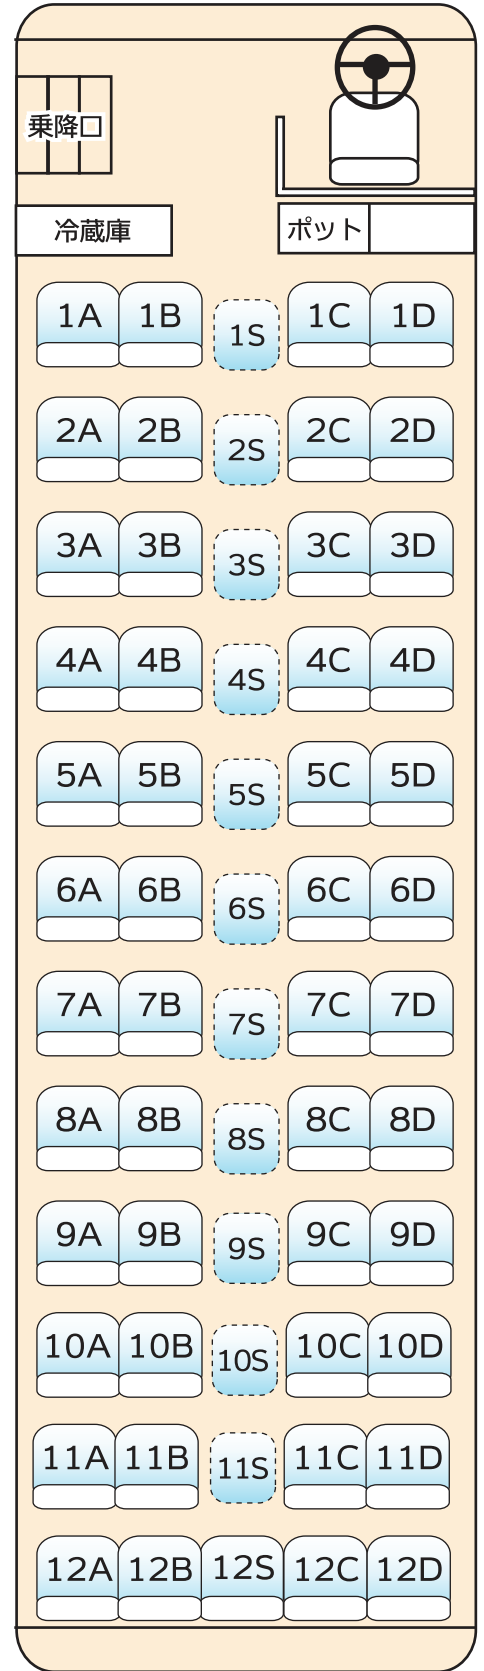 乗降口
冷蔵庫 ポット
1A 1B 1S 1C 1D
2A 2B 2S 2C 2D
3A 3B 3S 3C 3D
4A 4B 4S 4C 4D
5A 5B 5S 5C 5D
6A 6B 6S 6C 6D
7A 7B 7S 7C 7D
8A 8B 8S 8C 8D
9A 9B 9S 9C 9D
10A 10B 10S 10C 10D
11A 11B 11S 11C 11D
12A 12B 12S 12C 12D